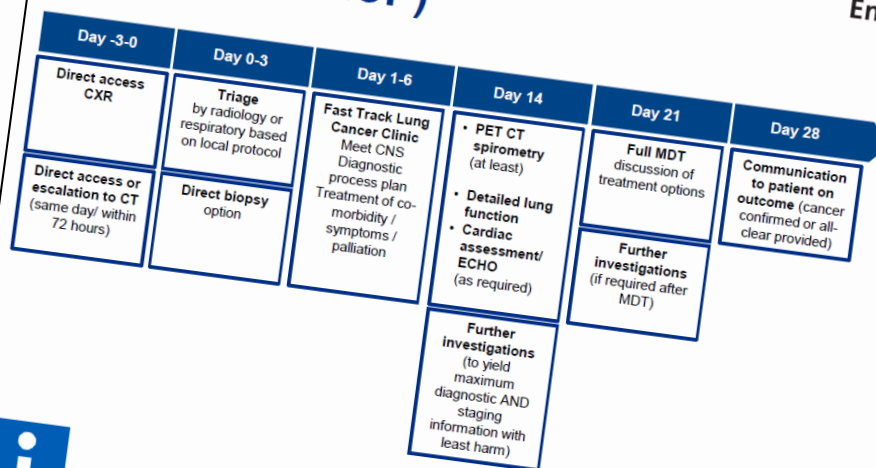 Day -3-0
Direct access
CXR
Direct access or
escalation to CT
(same day/ within
72 hours)
Day 0-3
Triage
by radiology or
respiratory based
on local protocol
Direct biopsy
option
Day 1-6
Fast Track Lung
Cancer Clinic
Meet CNS
Diagnostic
process plan
Treatment of co-
morbidity /
symptoms /
palliation
Day 14
• PET CT
spirometry
(at least)
• Detailed lung
function
• Cardiac
assessment/
ECHO
(as required)
Further
investigations
(to yield
maximum
diagnostic AND
staging
information with
least harm)
Day 21
Full MDT
discussion of
treatment options
Further
investigations
(if required after
MDT)
Day 28
Communication
to patient on
outcome (cancer
confirmed or all-
clear provided)